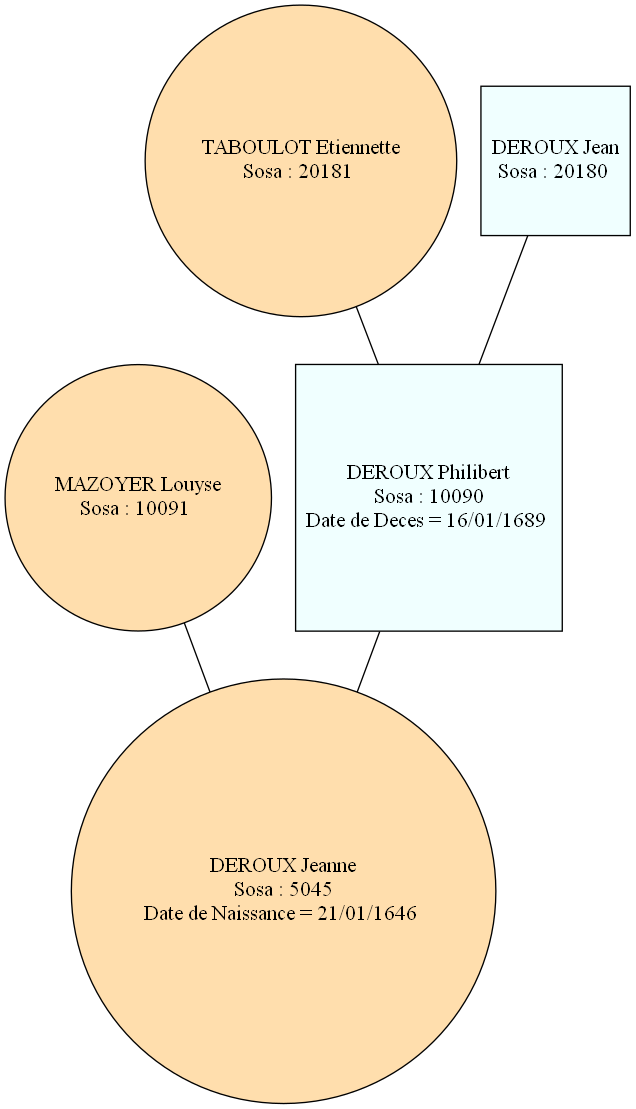 TABOULOT Etiennette
Sosa : 20181
DEROUX Jean
Sosa : 20180
MAZOYER Louyse
Sosa : 10091
DEROUX Philibert
Sosa : 10090
Date de Deces = 16/01/1689
DEROUX Jeanne
Sosa : 5045
Date de Naissance = 21/01/1646